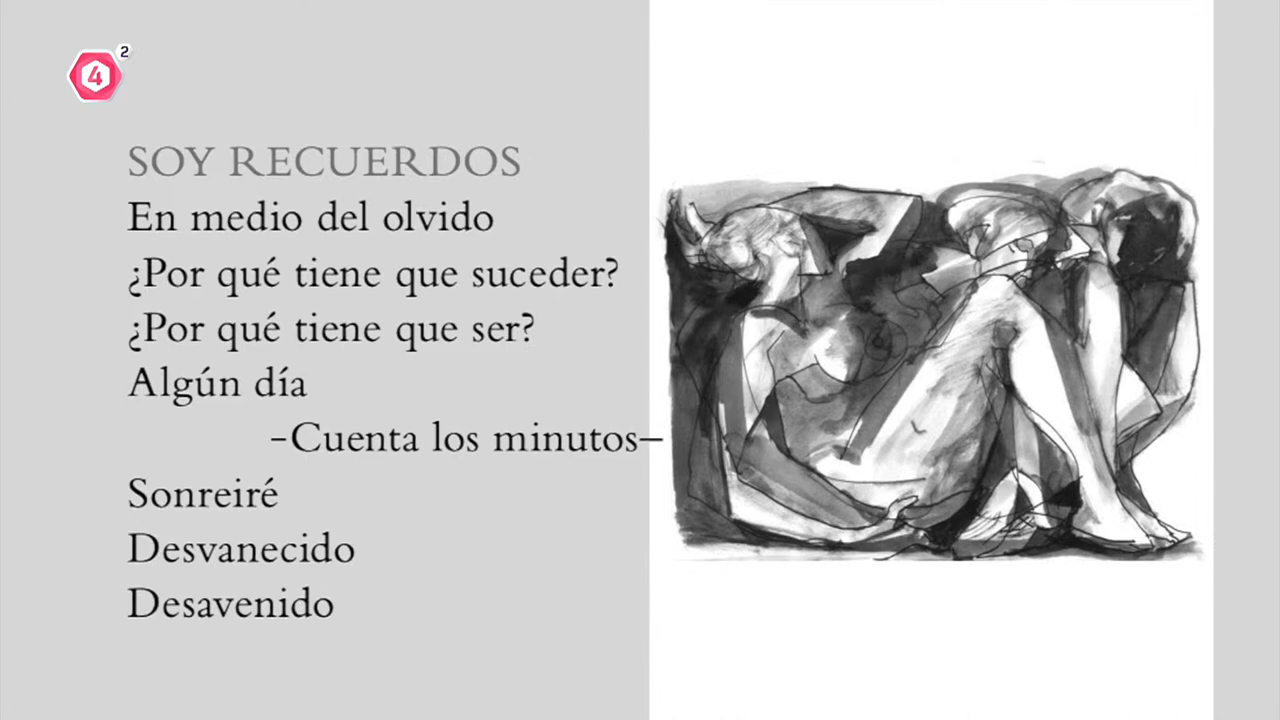 4 2
SOY RECUERDOS
En medio del olvido
¿Por qué tiene que suceder?
¿Por qué tiene que ser?
Algún día
-Cuenta los minutos–
Sonreiré
Desvanecido
Desavenido